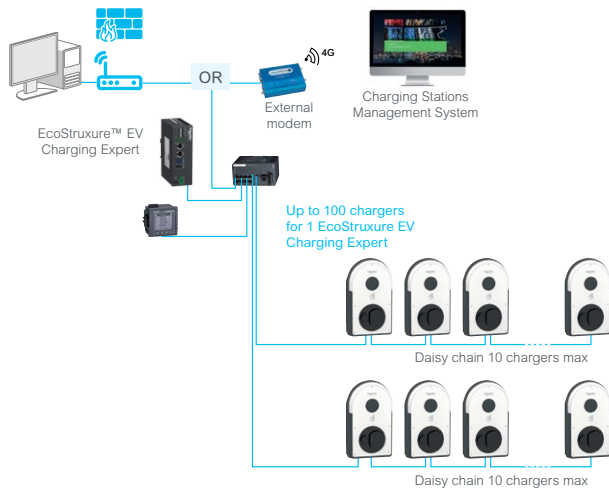 4G
OR
External
modem
Charging Stations
Management System
EcoStruxure™ EV
Charging Expert
Up to 100 chargers
for 1 EcoStruxure EV
Charging Expert
Daisy chain 10 chargers max
Daisy chain 10 chargers max